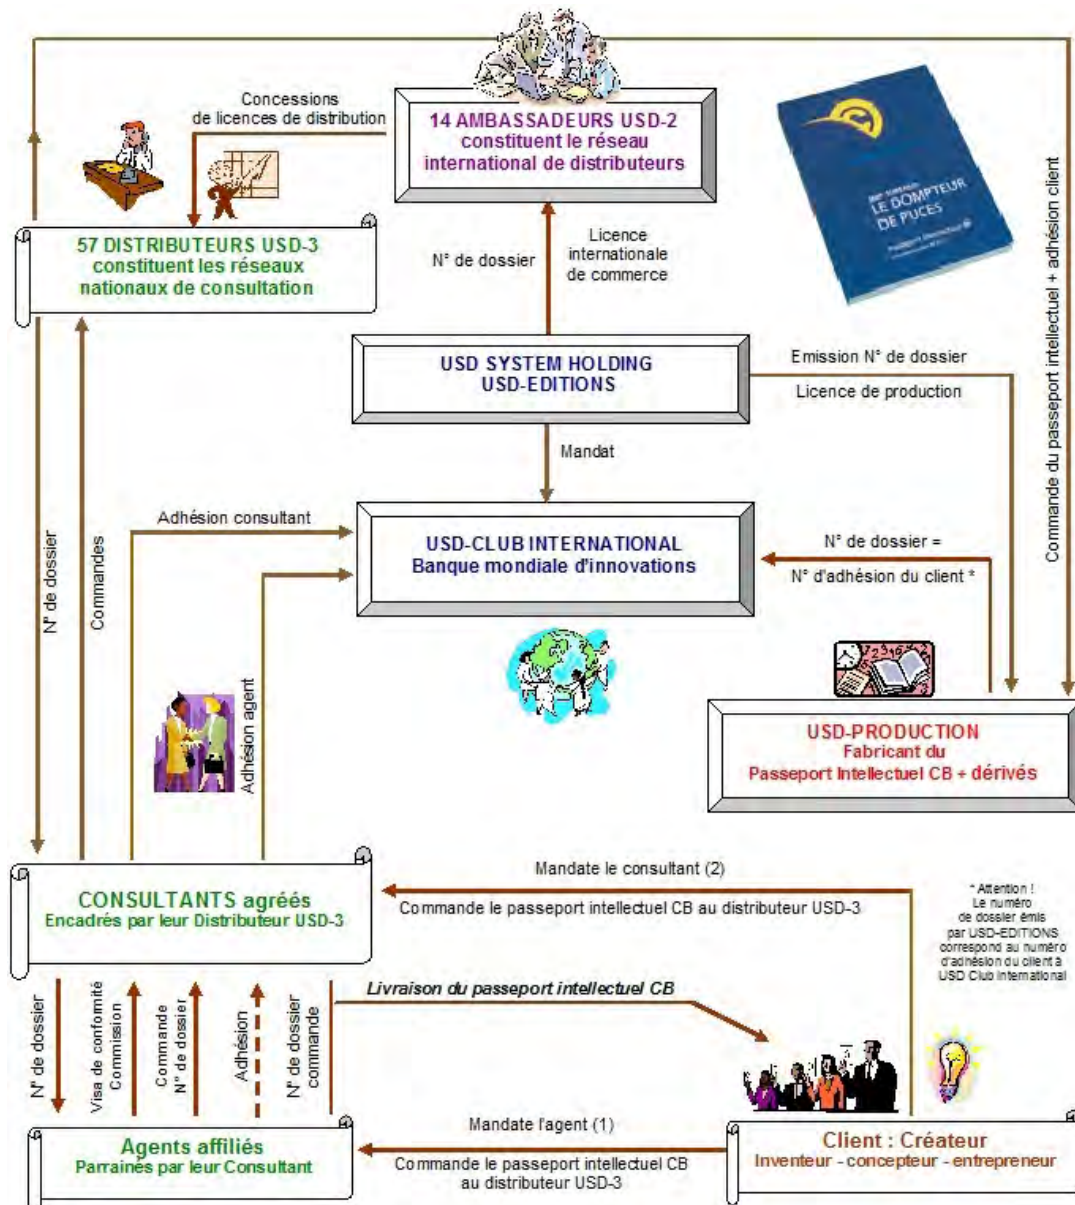 Concessions
de licences de distribution
14 AMBASSADEURS USD-2
constituent le réseau
international de distributeurs
LE DOMPTEUR
DE PUCES
57 DISTRIBUTEURS USD-3
constituent les réseaux
nationaux de consultation
N° de dossier
Licence
internationale
de commerce
USD SYSTEM HOLDING
USD-EDITIONS
Emission N° de dossier
Licence de production
Commande du passeport intellectuel + adhésion client
Mandat
N° de dossier
Commandes
Adhésion consultant
Adhésion agent
USD-CLUB INTERNATIONAL
Banque mondiale d'innovations
N° de dossier =
N° d'adhésion du client *
USD-PRODUCTION
Fabricant du
Passeport Intellectuel CB + dérivés
CONSULTANTS agréés
Encadrés par leur Distributeur USD-3
Mandate le consultant (2)
Commande le passeport intellectuel CB au distributeur USD-3
* Attention !
Le numéro
de dossier émis
par USD-EDITIONS
correspond au numéro
d'adhésion du client à
USD Club International
N° de dossier
Visa de conformité
Commission
Commande
N° de dossier
Adhésion
N° de dossier
commande
Livraison du passeport intellectuel CB
Agents affiliés
Parrainés par leur Consultant
Mandate l'agent (1)
Commande le passeport intellectuel CB
au distributeur USD-3
Client : Créateur
Inventeur - concepteur - entrepreneur